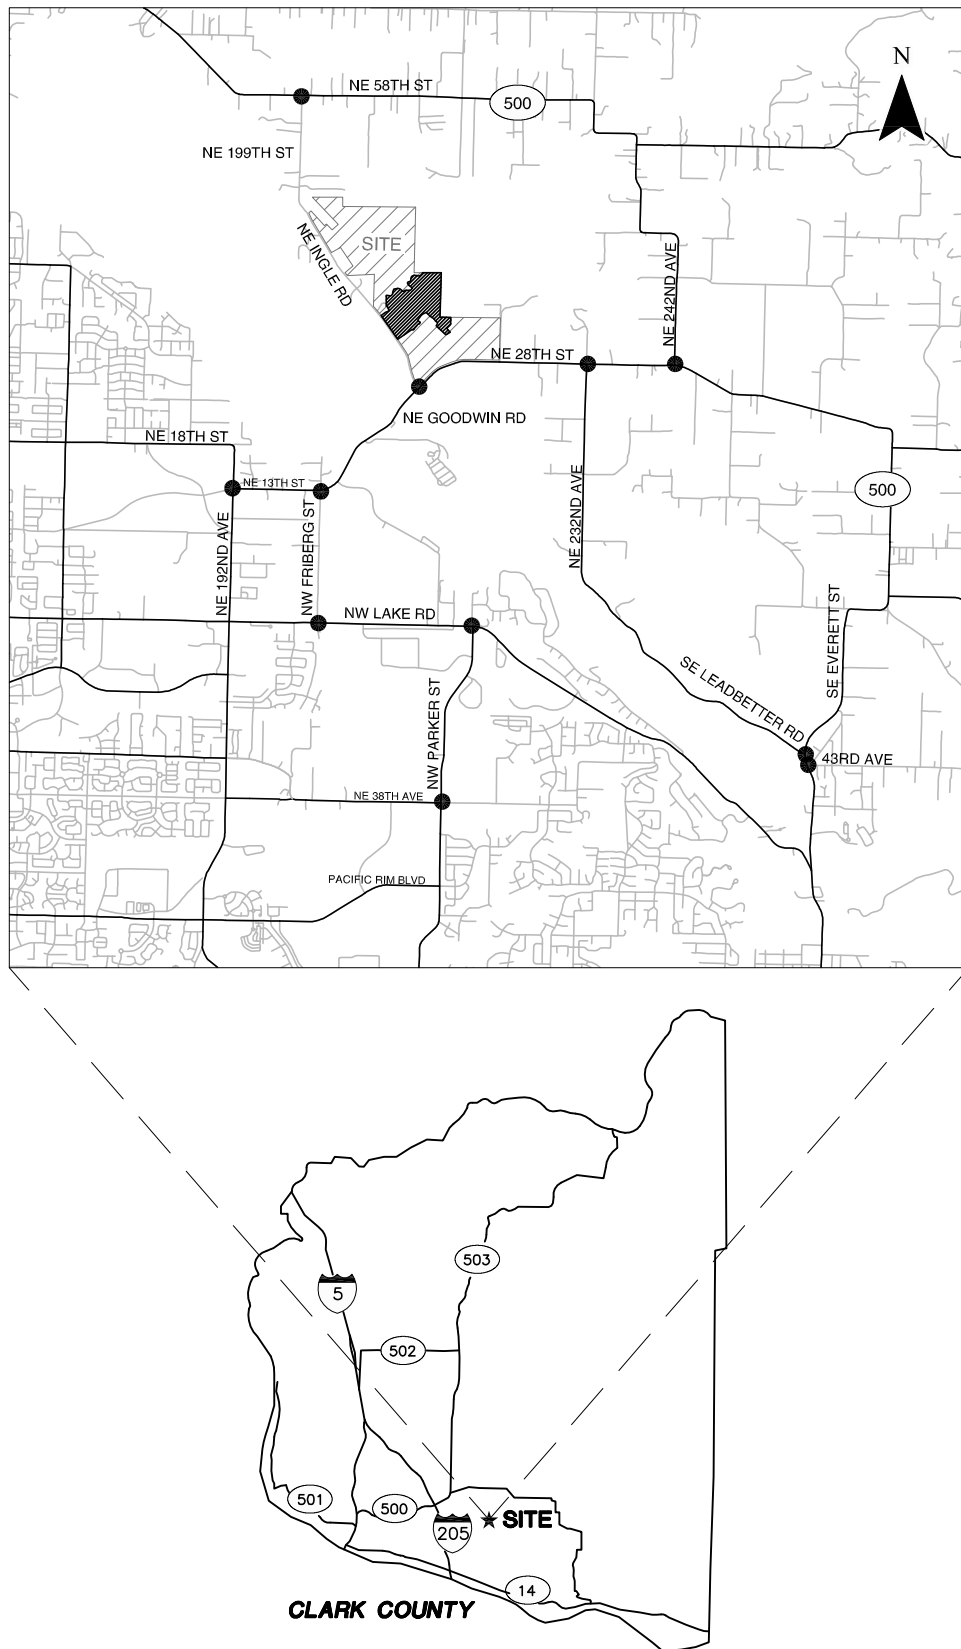 N
NE 58TH ST
500
NE 199TH ST
SITE
NE INGLE RD
NE 242ND AVE
NE 28TH ST
NE GOODWIN RD
NE 18TH ST
NE 13TH ST
500
NE 232ND AVE
NE 192ND AVE
NW FRIBERG ST
NW LAKE RD
SE EVERETT ST
SE LEADBETTER RD
NW PARKER ST
43RD AVE
NE 38TH AVE
PACIFIC RIM BLVD
503
5
502
501
500
205
SITE
14
CLARK COUNTY